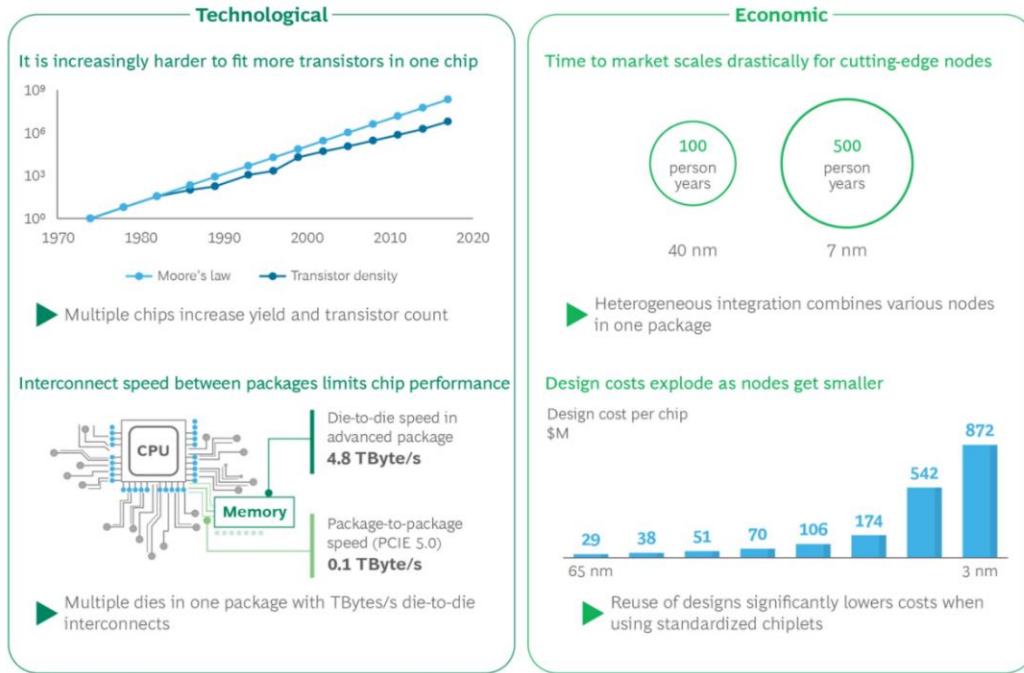 Technological
It is increasingly harder to fit more transistors in one chip
10⁹
10⁶
10³
10⁰
1970 1980 1990 2000 2010 2020
Moore's law Transistor density
Multiple chips increase yield and transistor count
Interconnect speed between packages limits chip performance
CPU
Memory
Die-to-die speed in
advanced package
4.8 TByte/s
Package-to-package
speed (PCIE 5.0)
0.1 TByte/s
Multiple dies in one package with TBytes/s die-to-die
interconnects
Economic
Time to market scales drastically for cutting-edge nodes
100
person
years
40 nm
500
person
years
7 nm
Heterogeneous integration combines various nodes
in one package
Design costs explode as nodes get smaller
Design cost per chip
$M
29 38 51 70 106 174 542 872
65 nm 3 nm
Reuse of designs significantly lowers costs when
using standardized chiplets